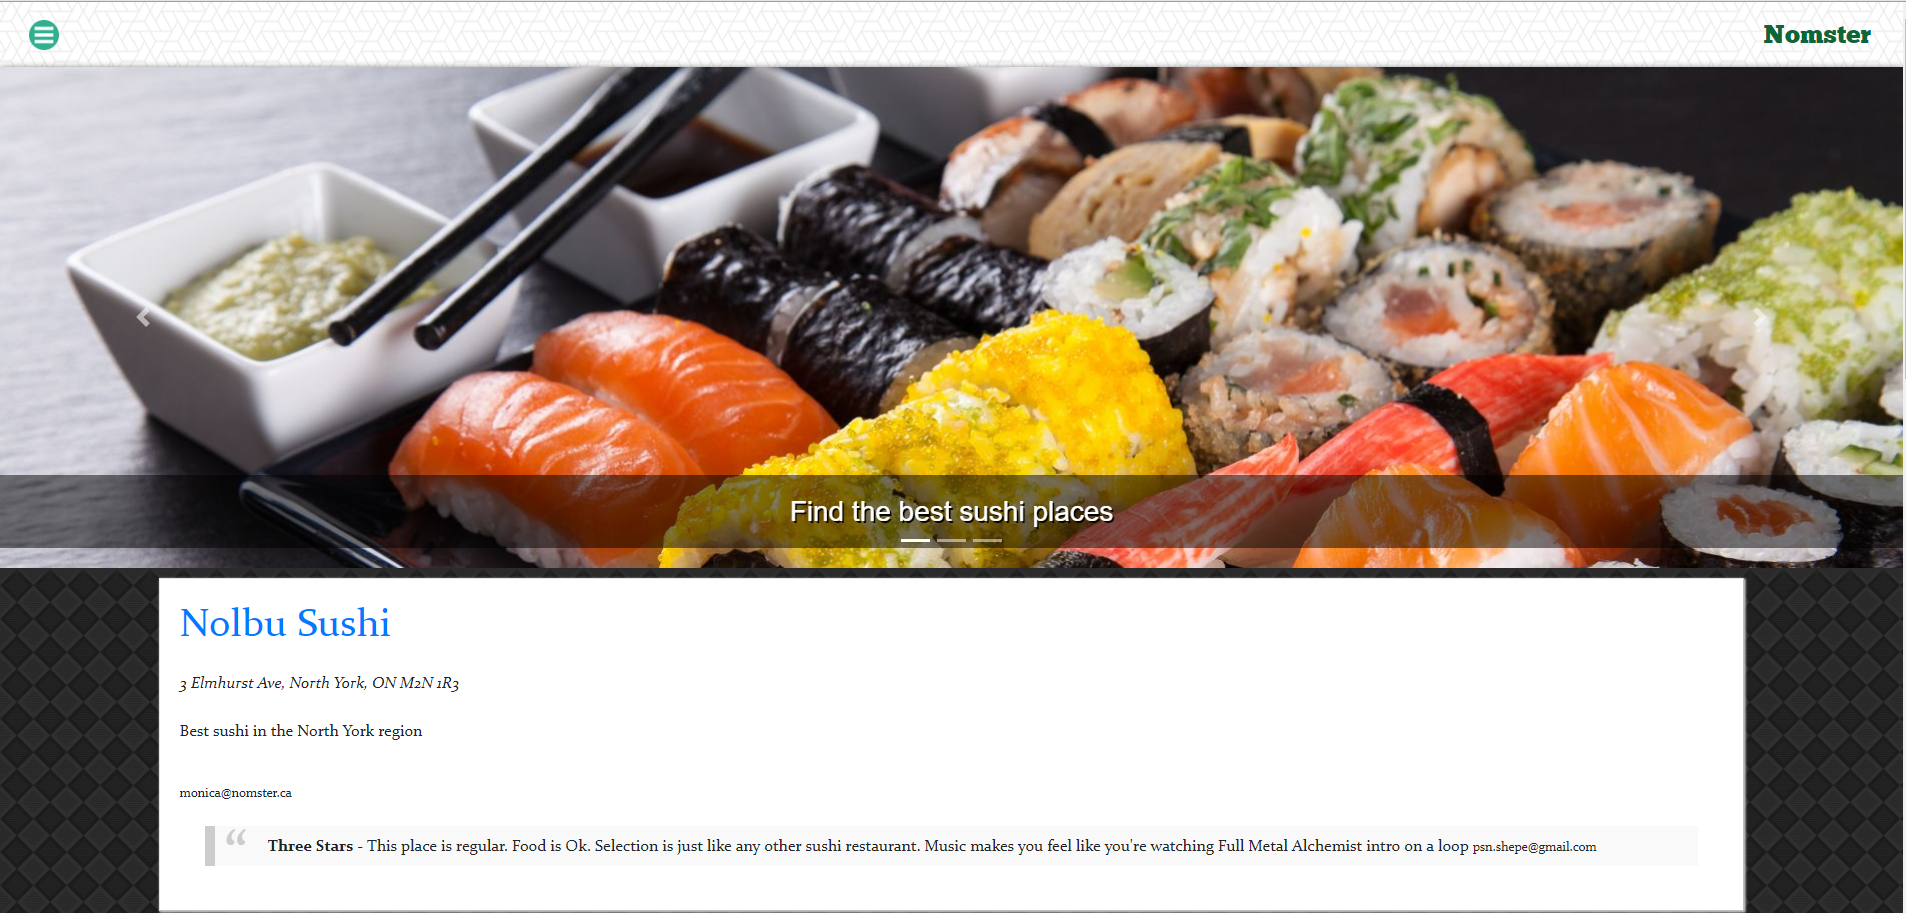 Nomster
Find the best sushi places
Nolbu Sushi
3 Elmhurst Ave, North York, ON M2N 1R3
Best sushi in the North York region
monica@nomster.ca
“ Three Stars - This place is regular. Food is Ok. Selection is just like any other sushi restaurant. Music makes you feel like you're watching Full Metal Alchemist intro on a loop psn.shepe@gmail.com